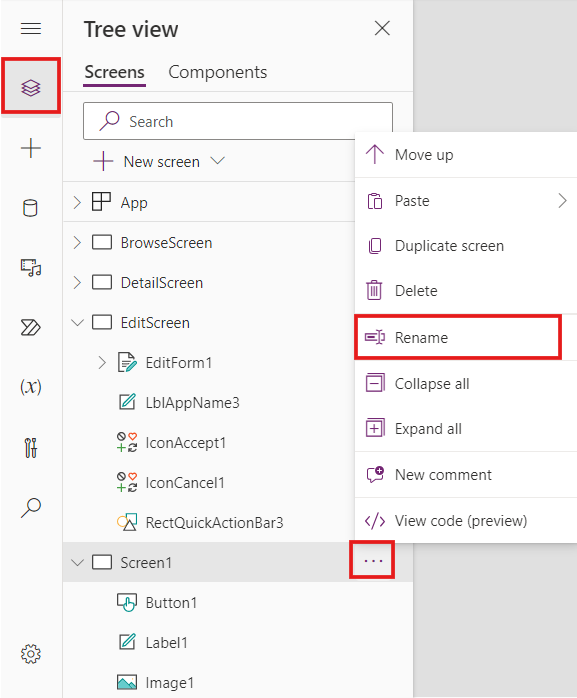 Tree view
Screens Components
Search
New screen
App
BrowseScreen
DetailScreen
EditScreen
EditForm1
LblAppName3
IconAccept1
IconCancel1
RectQuickActionBar3
Screen1
Button1
Label1
Image1
Move up
Paste
Duplicate screen
Delete
Rename
Collapse all
Expand all
New comment
View code (preview)
(x)